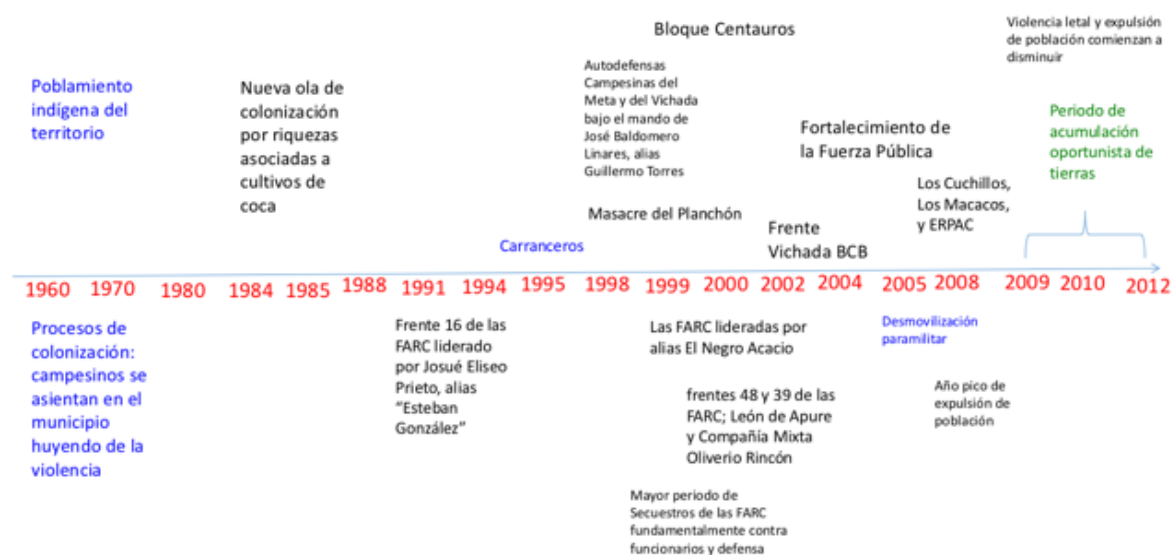 Poblamiento
indígena del
territorio
Nueva ola de
colonización
por riquezas
asociadas a
cultivos de
coca
Bloque Centauros
Autodefensas
Campesinas del
Meta y del Vichada
bajo el mando de
José Baldomero
Linares, alias
Guillermo Torres
Masacre del Planchón
Carranceros
Fortalecimiento de
la Fuerza Pública
Frente
Vichada BCB
Los Cuchillos,
Los Macacos,
y ERPAC
Violencia letal y expulsión
de población comienzan a
disminuir
Periodo de
acumulación
oportunista de
tierras
1960 1970 1980 1984 1985 1988 1991 1994 1995 1998 1999 2000 2002 2004 2005 2008 2009 2010 2012
Procesos de
colonización:
campesinos se
asientan en el
municipio
huyendo de la
violencia
Frente 16 de las
FARC liderado
por Josué Eliseo
Prieto, alias
“Esteban
González”
Las FARC lideradas por
alias El Negro Acacio
frentes 48 y 39 de las
FARC; León de Apure
y Compañía Mixta
Oliverio Rincón
Mayor periodo de
Secuestros de las FARC
fundamentalmente contra
funcionarios y defensa
Desmovilización
paramilitar
Año pico de
expulsión de
población